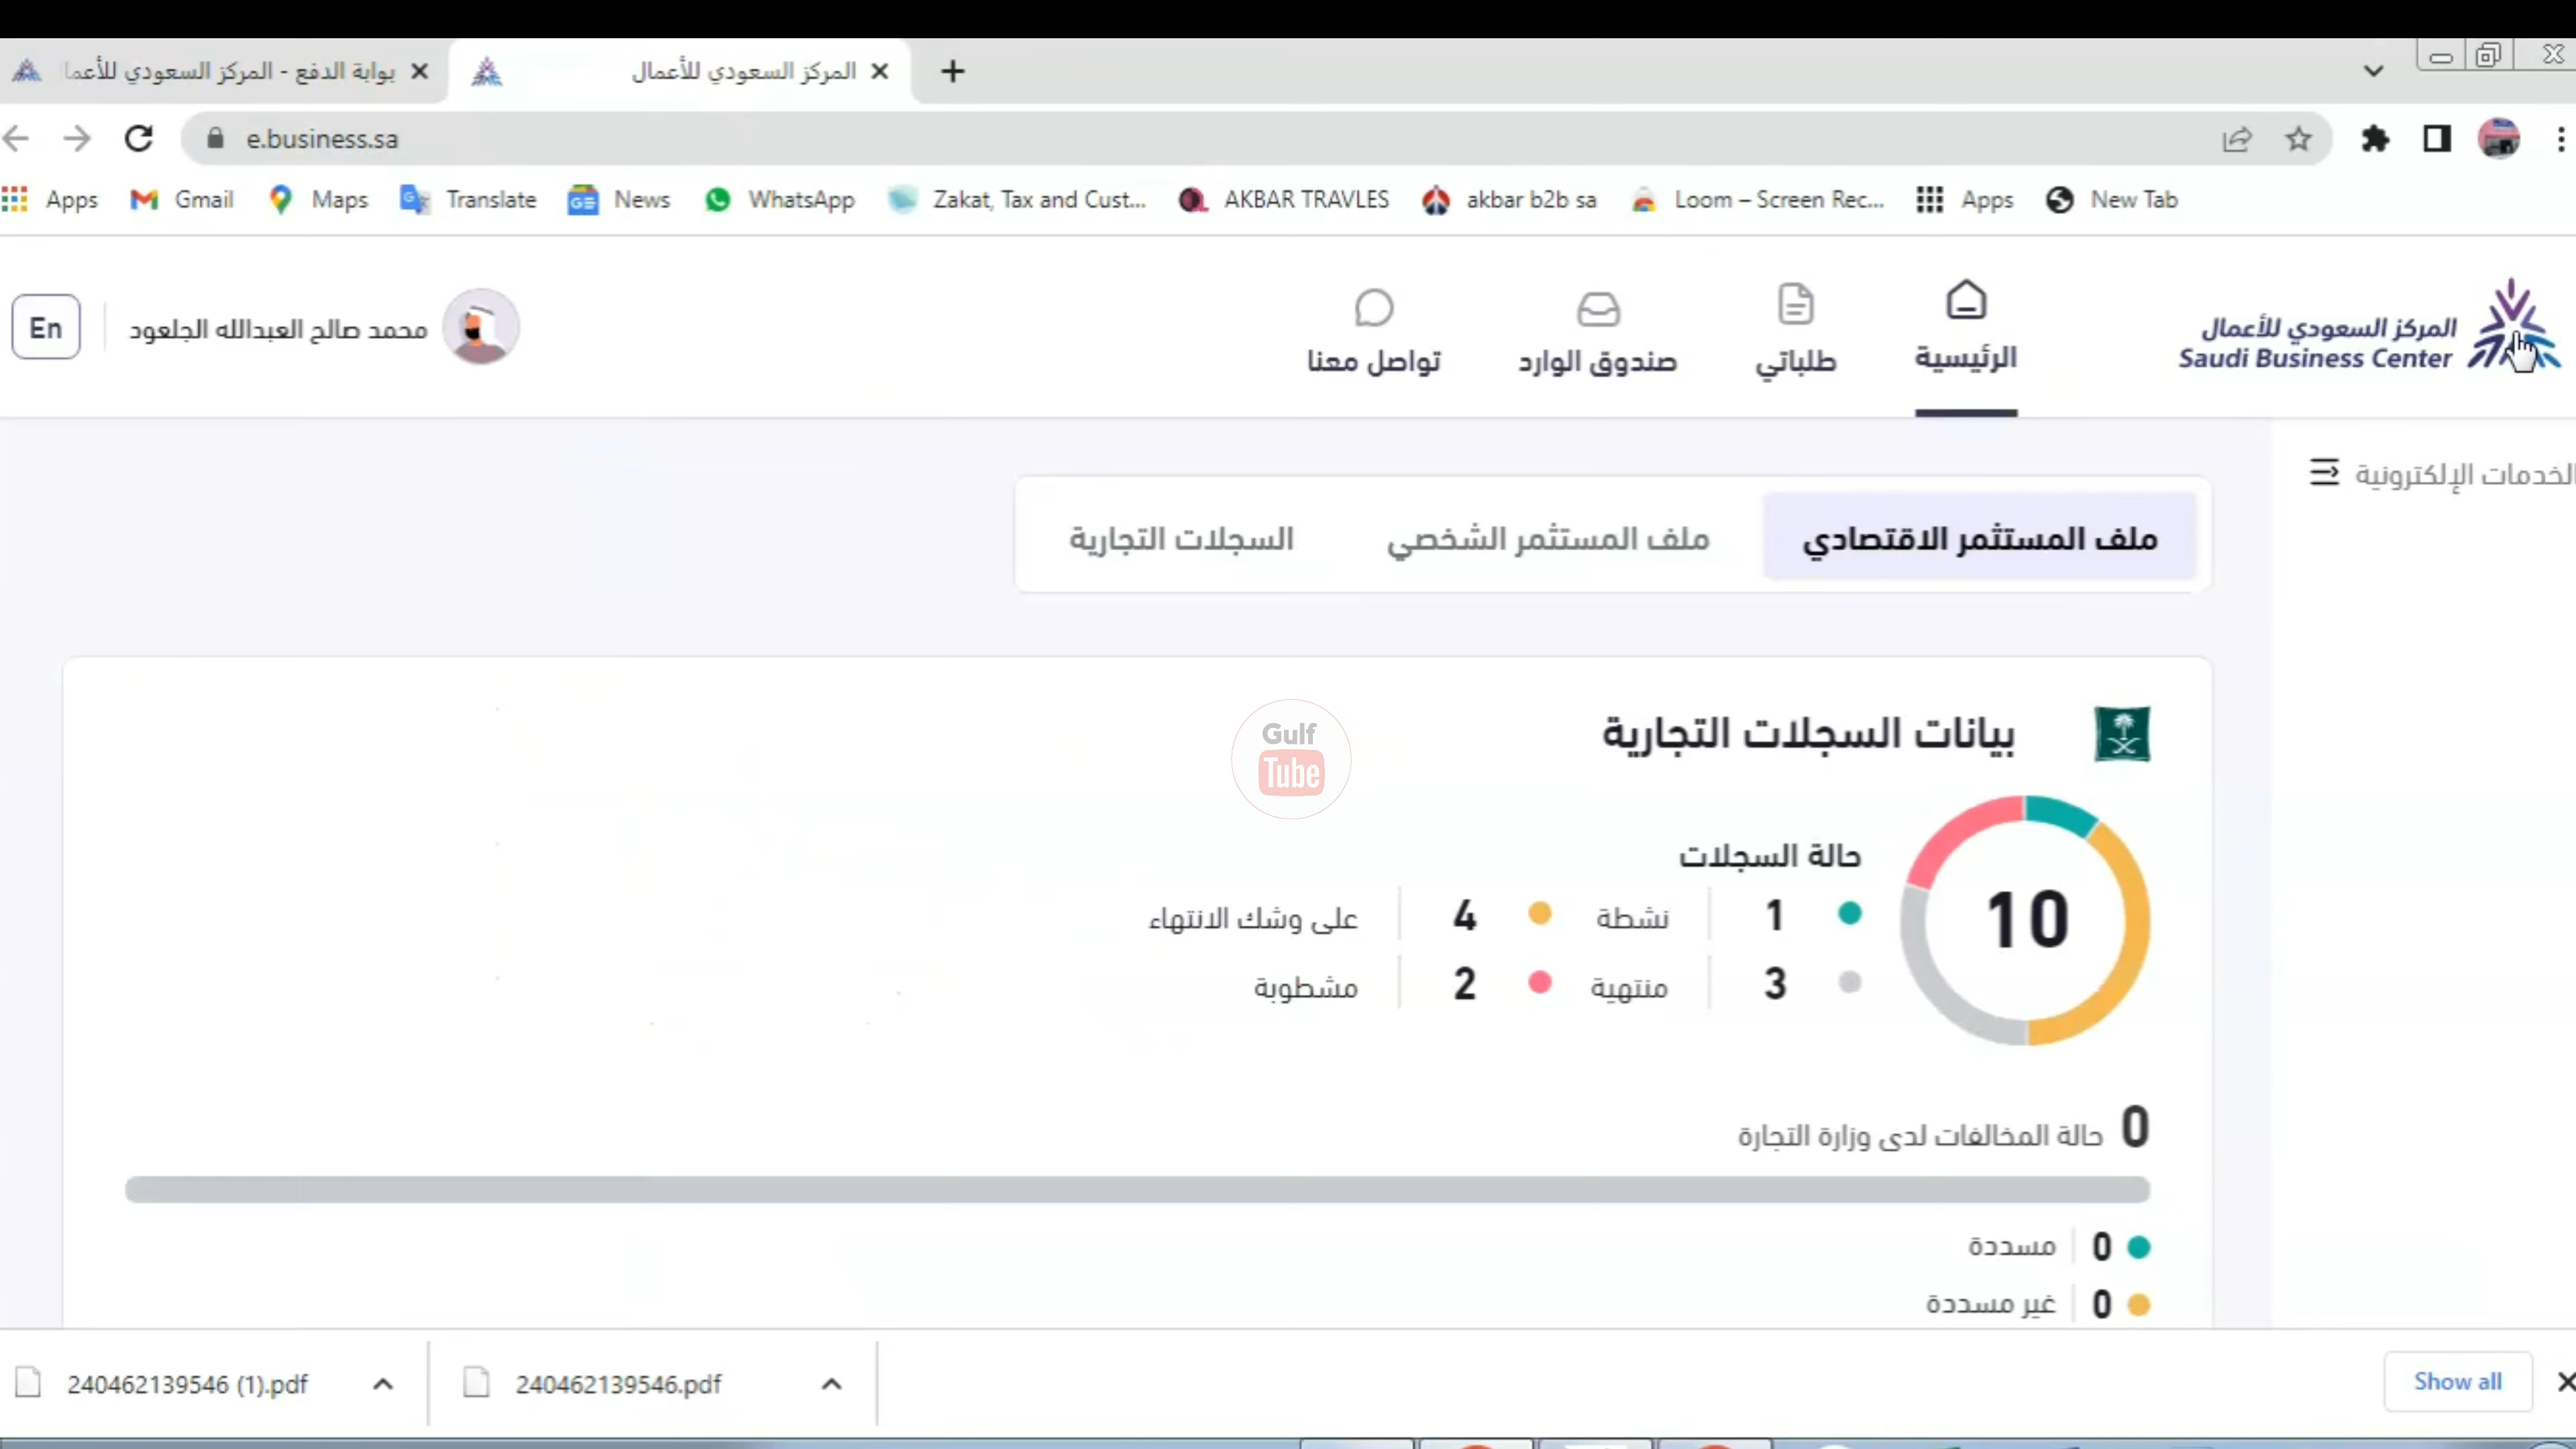 بوابة الدفع - المركز السعودي للأعما
المركز السعودي للأعمال
e.business.sa
Apps
Gmail
Maps
Translate
News
WhatsApp
Zakat, Tax and Cust...
AKBAR TRAVLES
akbar b2b sa
Loom – Screen Rec...
Apps
New Tab
المركز السعودي للأعمال
Saudi Business Center
الرئيسية
طلباتي
صندوق الوارد
تواصل معنا
محمد صالح العبدالله الجلعود
En
الخدمات الإلكترونية
ملف المستثمر الاقتصادي
ملف المستثمر الشخصي
السجلات التجارية
بيانات السجلات التجارية
Gulf
Tube
10
حالة السجلات
1 نشطة
4 على وشك الانتهاء
3 منتهية
2 مشطوبة
0 حالة المخالفات لدى وزارة التجارة
0 مسددة
0 غير مسددة
240462139546 (1).pdf
240462139546.pdf
Show all